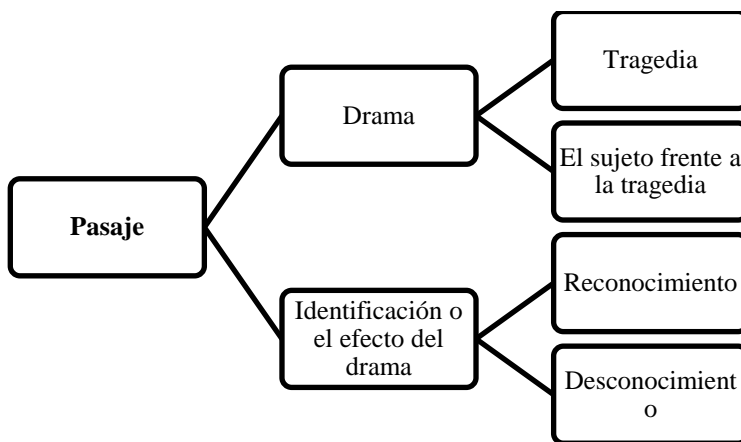 Pasaje
Drama
Tragedia
El sujeto frente a
la tragedia
Identificación o
el efecto del
drama
Reconocimiento
Desconocimient
o